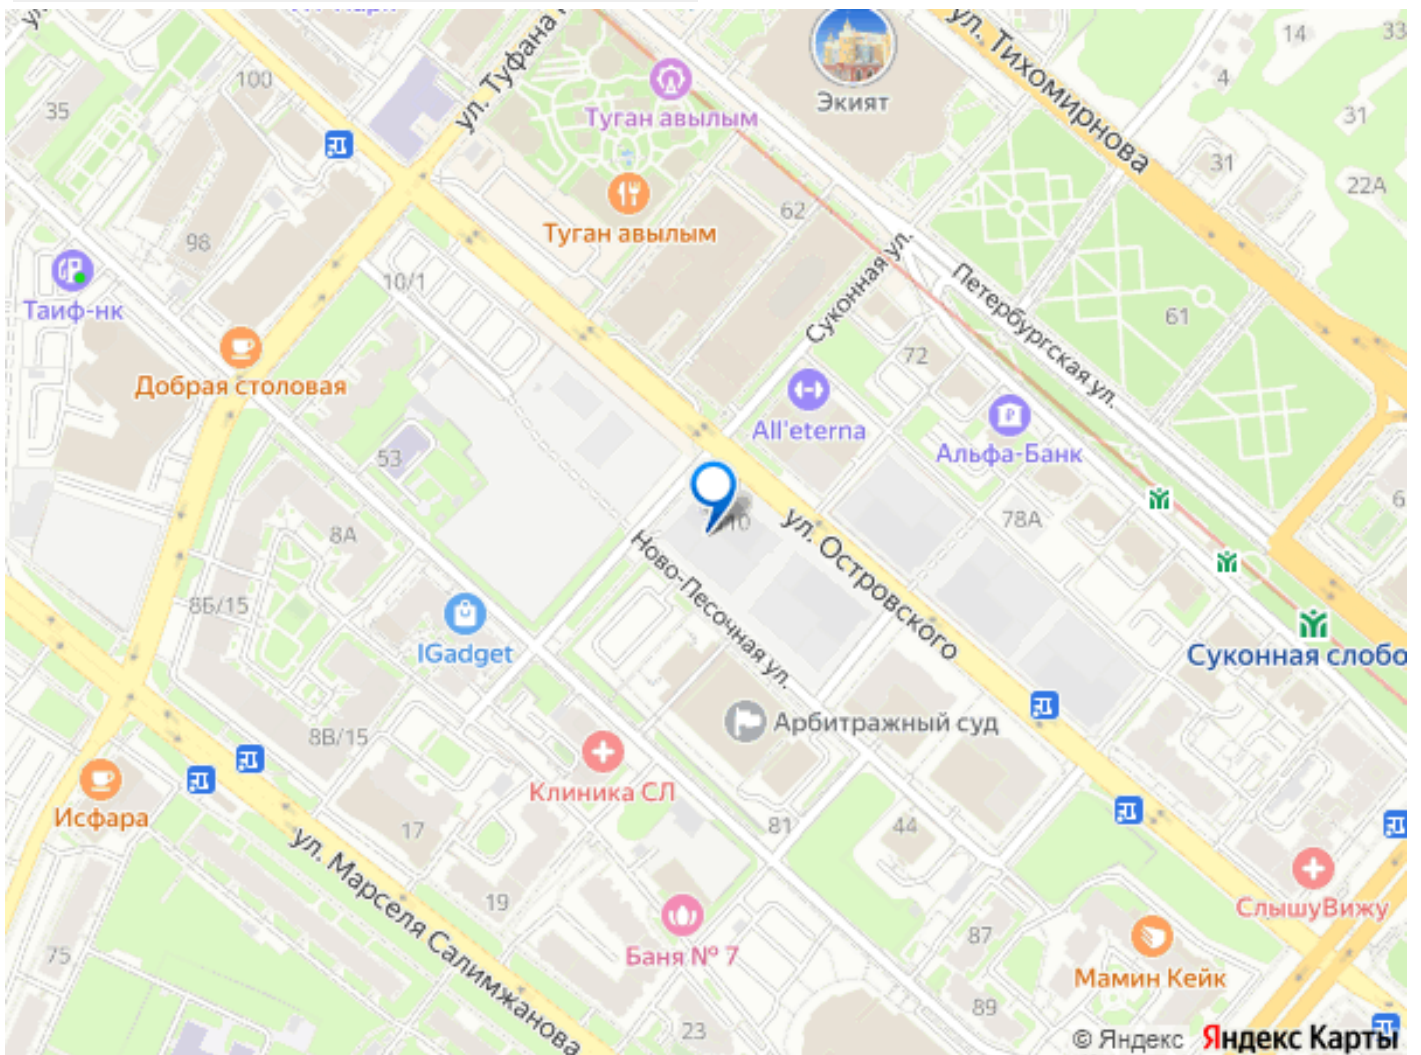 ул. Туфана
ул. Тихомирнова
14
33
4
100
35
Экият
Туган авылым
31
31
22А
Туган авылым
62
98
10/1
Суконная ул.
Петербургская ул.
61
Таиф-нк
72
Добрая столовая
All'eterna
Альфа-Банк
53
6
78А
8А
10
ул. Островского
Ново-Песочная ул.
8Б/15
IGadget
Суконная слобо
8В/15
Арбитражный суд
Клиника СЛ
Исфара
17
81
44
ул. Марселя Салимжанова
19
СлышуВижу
Баня № 7
87
75
Мамин Кейк
89
23
© Яндекс Яндекс Карты